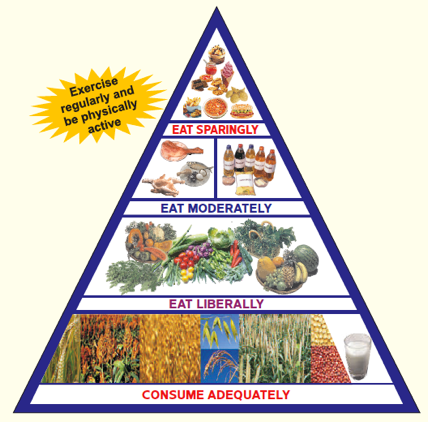 Exercise
regularly and
be physically
active
EAT SPARINGLY
EAT MODERATELY
EAT LIBERALLY
CONSUME ADEQUATELY